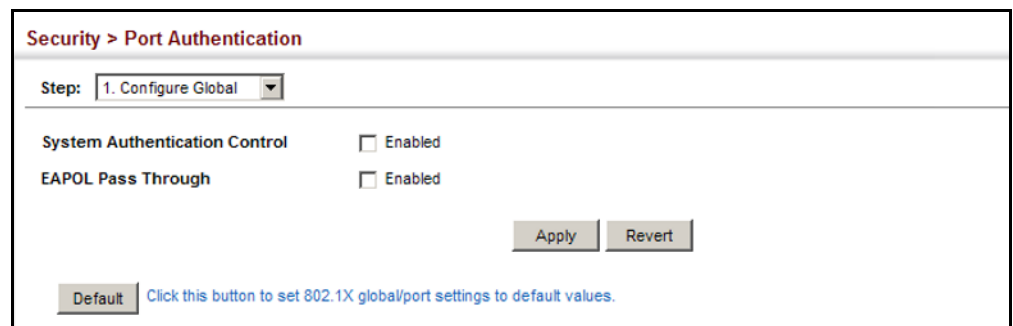 Security > Port Authentication
Step: 1. Configure Global
System Authentication Control Enabled
EAPOL Pass Through Enabled
Apply Revert
Default Click this button to set 802.1X global/port settings to default values.